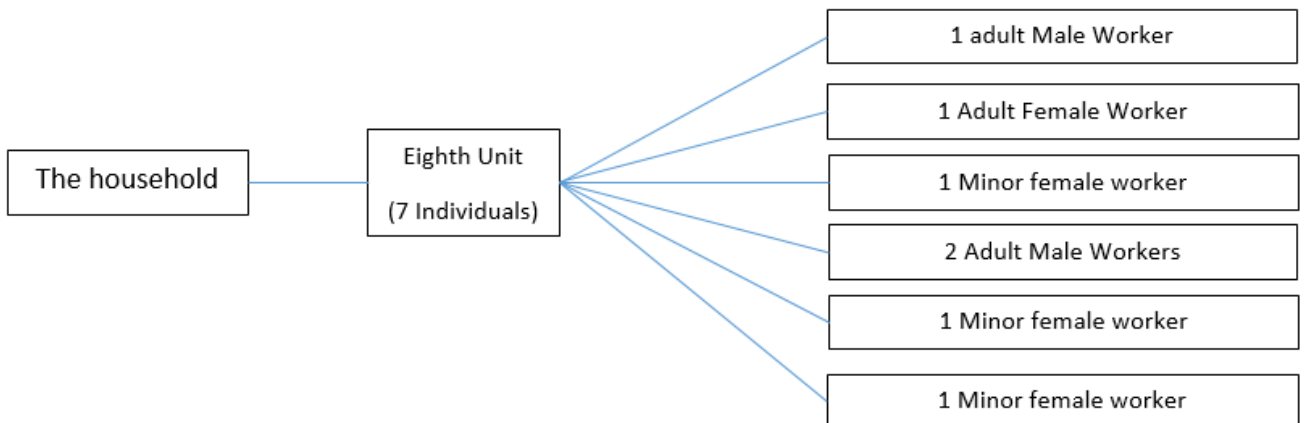 The household
Eighth Unit
(7 Individuals)
1 adult Male Worker
1 Adult Female Worker
1 Minor female worker
2 Adult Male Workers
1 Minor female worker
1 Minor female worker